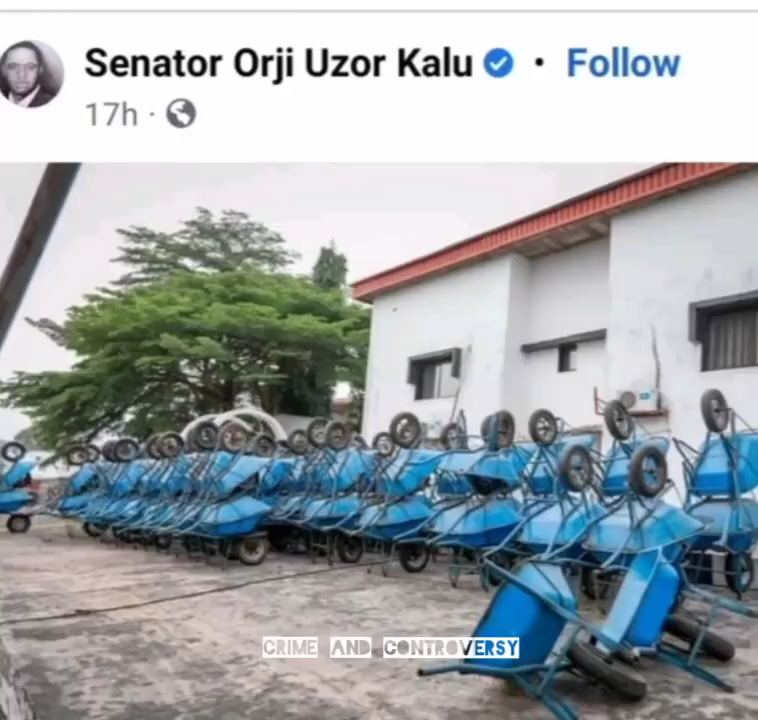 Senator Orji Uzor Kalu · Follow
17h ·
CRIME AND CONTROVERSY